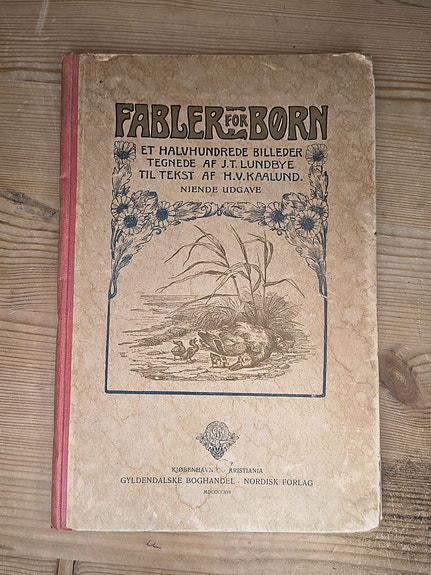 FABLER FOR BØRN
ET HALVHUNDREDE BILLEDER
TEGNEDE AF J.T. LUNDBYE
TIL TEKST AF H.V. KAALUND.
NIENDE UDGAVE
KJØBENHAVN OG KRISTIANIA
GYLDENDALSKE BOGHANDEL · NORDISK FORLAG